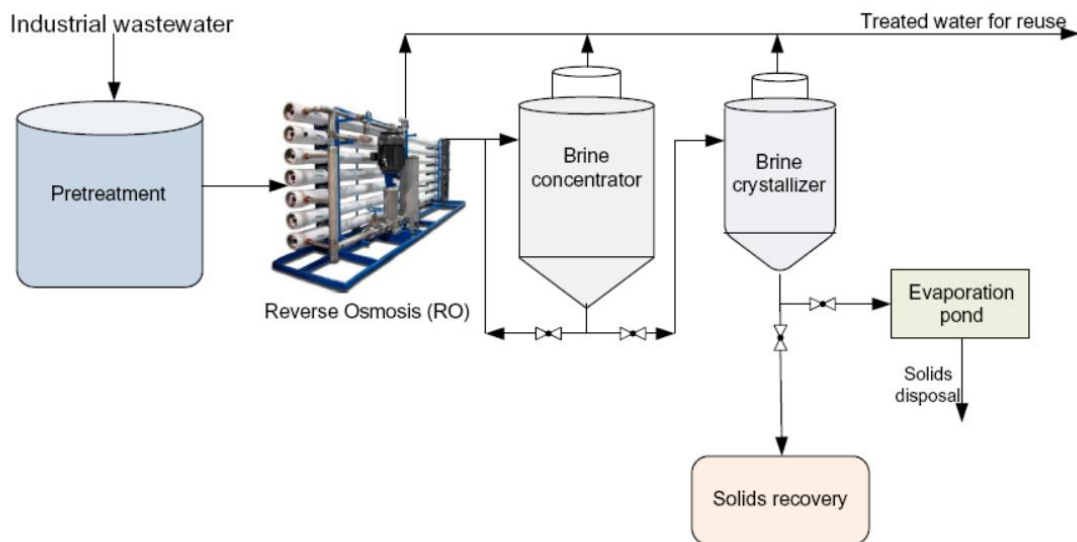 Industrial wastewater
Treated water for reuse
Pretreatment
Reverse Osmosis (RO)
Brine
concentrator
Brine
crystallizer
Evaporation
pond
Solids
disposal
Solids recovery